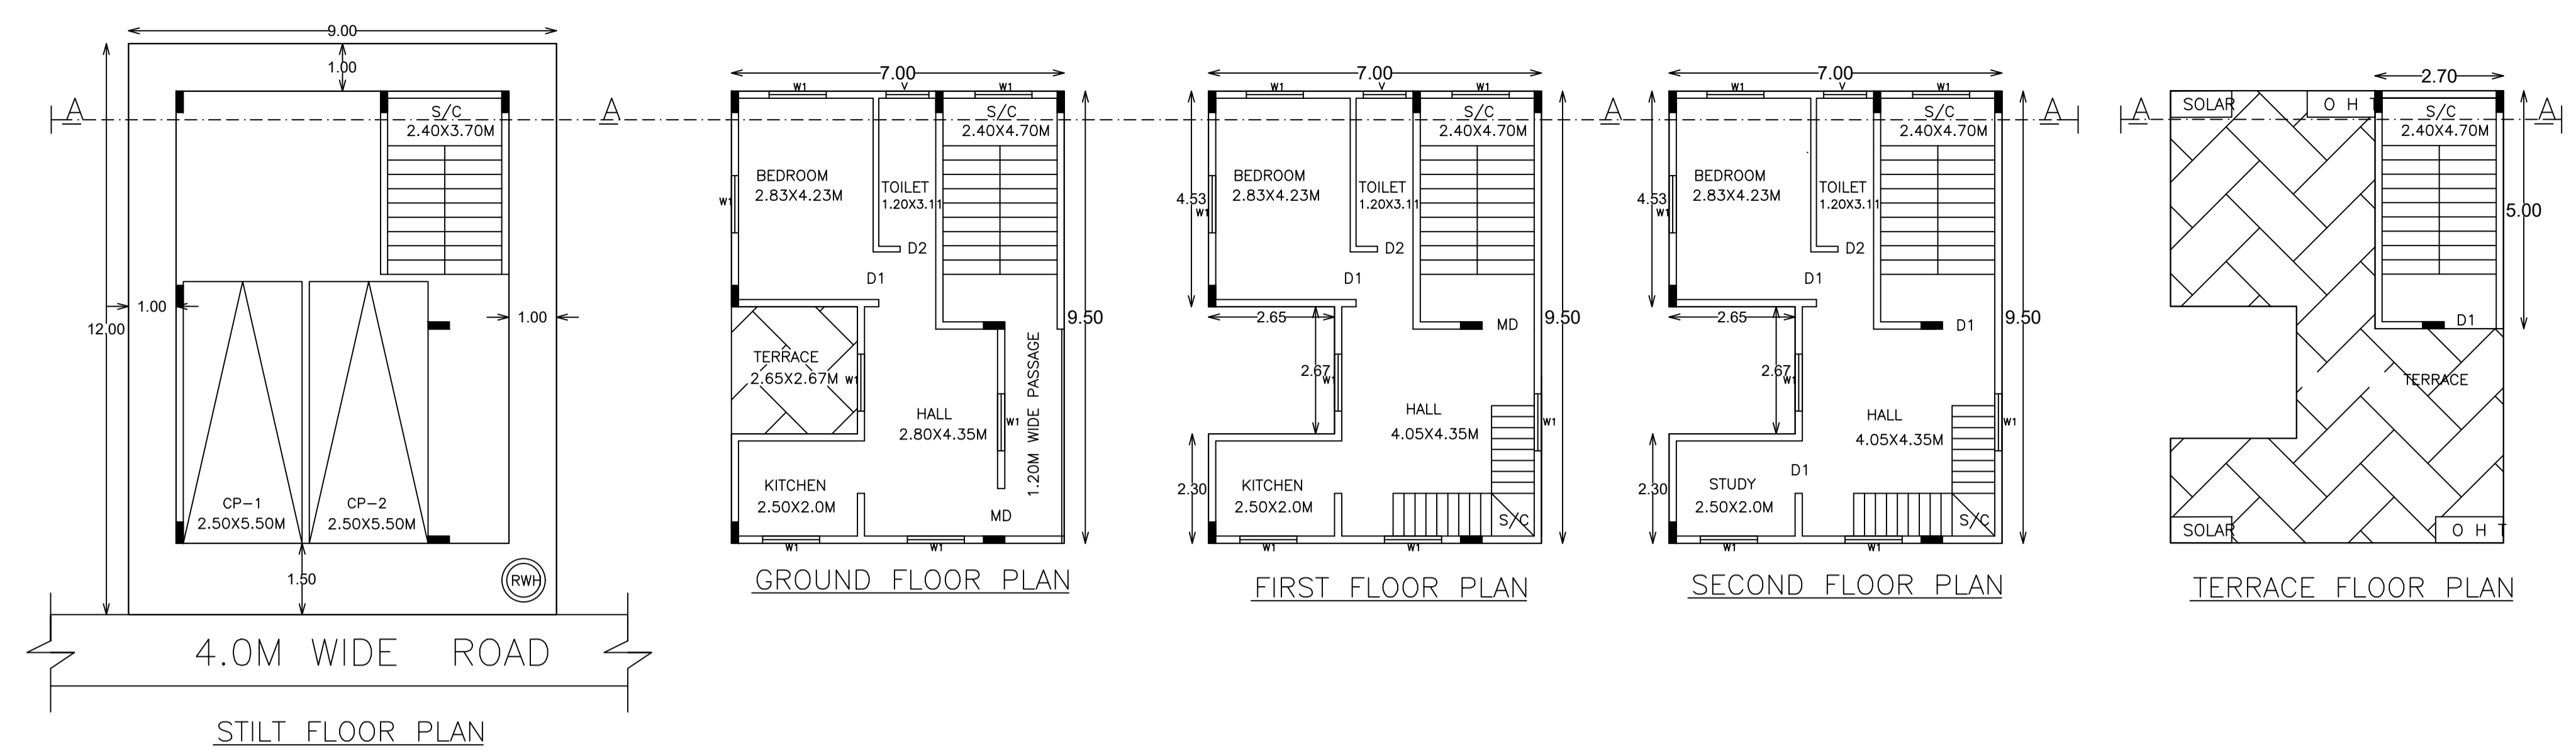 9.00
1.00
A
A
S/C
2.40X3.70M
1.00
1.00
12.00
CP-1
2.50X5.50M
CP-2
2.50X5.50M
1.50
RWH
4.0M WIDE ROAD
STILT FLOOR PLAN
7.00
W1
V
W1
S/C
2.40X4.70M
BEDROOM
2.83X4.23M
W1
TOILET
1.20X3.11
D2
D1
9.50
TERRACE
2.65X2.67M
W1
HALL
2.80X4.35M
W1
1.20M WIDE PASSAGE
KITCHEN
2.50X2.0M
MD
W1
W1
GROUND FLOOR PLAN
7.00
W1
V
W1
A
S/C
2.40X4.70M
BEDROOM
2.83X4.23M
4.53
W1
TOILET
1.20X3.11
D2
D1
2.65
MD
9.50
2.67
W1
HALL
4.05X4.35M
W1
KITCHEN
2.50X2.0M
2.30
S/C
W1
W1
FIRST FLOOR PLAN
7.00
W1
V
W1
A
S/C
2.40X4.70M
BEDROOM
2.83X4.23M
4.53
W1
TOILET
1.20X3.11
D2
D1
2.65
D1
9.50
2.67
W1
HALL
4.05X4.35M
W1
D1
STUDY
2.50X2.0M
2.30
S/C
W1
W1
SECOND FLOOR PLAN
2.70
A
SOLAR
O H T
S/C
2.40X4.70M
A
5.00
D1
TERRACE
SOLAR
O H T
TERRACE FLOOR PLAN